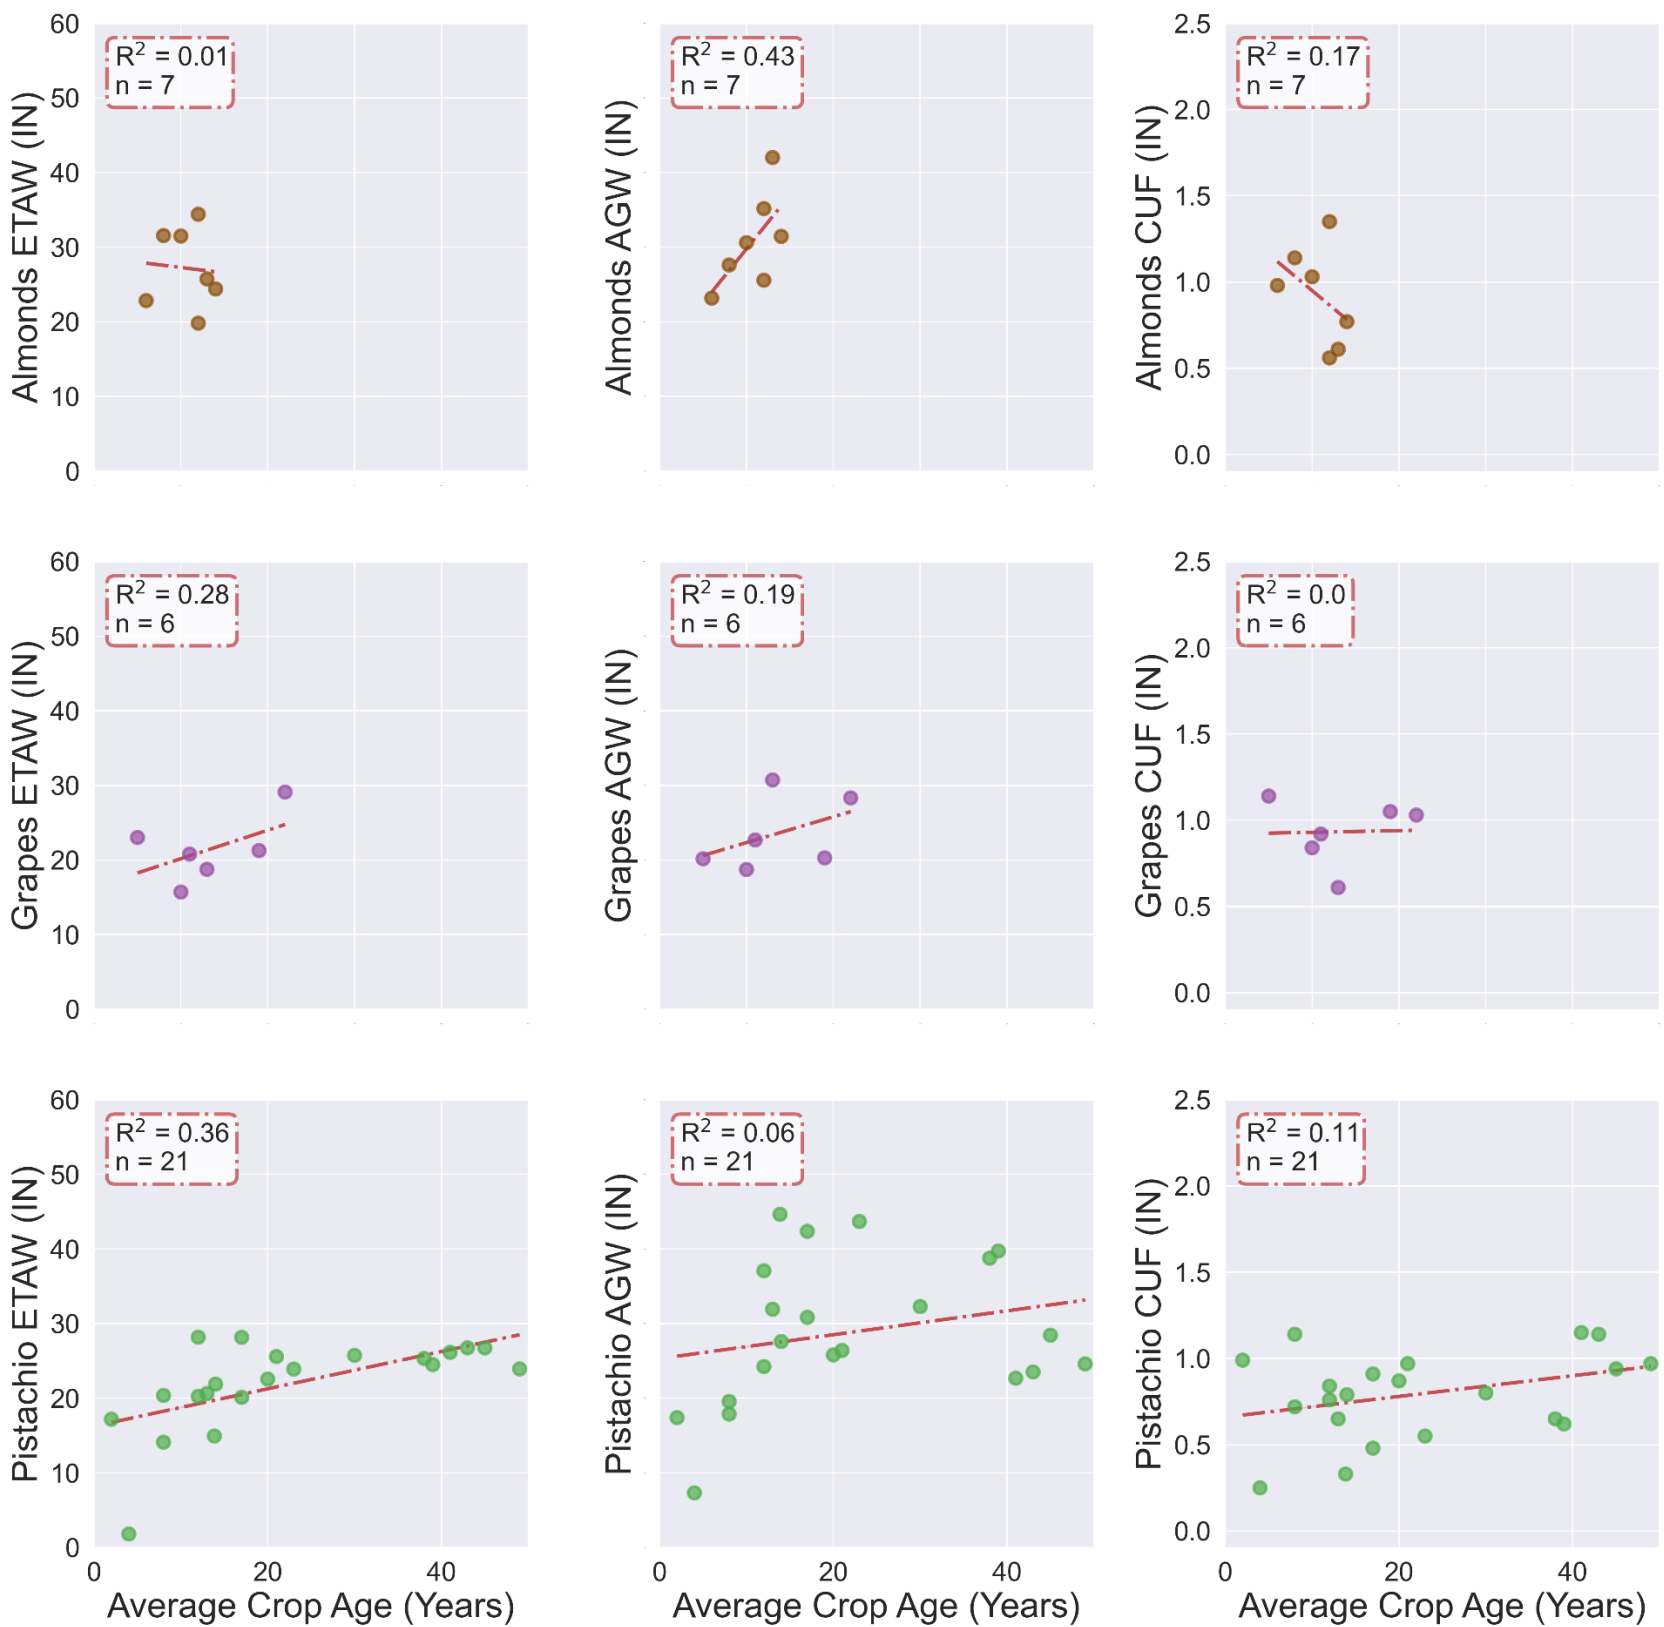 60
50
40
30
20
10
0
Almonds ETAW (IN)
R² = 0.01
n = 7
Almonds AGW (IN)
R² = 0.43
n = 7
2.5
2.0
1.5
1.0
0.5
0.0
Almonds CUF (IN)
R² = 0.17
n = 7
60
50
40
30
20
10
0
Grapes ETAW (IN)
R² = 0.28
n = 6
Grapes AGW (IN)
R² = 0.19
n = 6
2.5
2.0
1.5
1.0
0.5
0.0
Grapes CUF (IN)
R² = 0.0
n = 6
60
50
40
30
20
10
0
Pistachio ETAW (IN)
R² = 0.36
n = 21
0 20 40
Average Crop Age (Years)
Pistachio AGW (IN)
R² = 0.06
n = 21
0 20 40
Average Crop Age (Years)
2.5
2.0
1.5
1.0
0.5
0.0
Pistachio CUF (IN)
R² = 0.11
n = 21
0 20 40
Average Crop Age (Years)